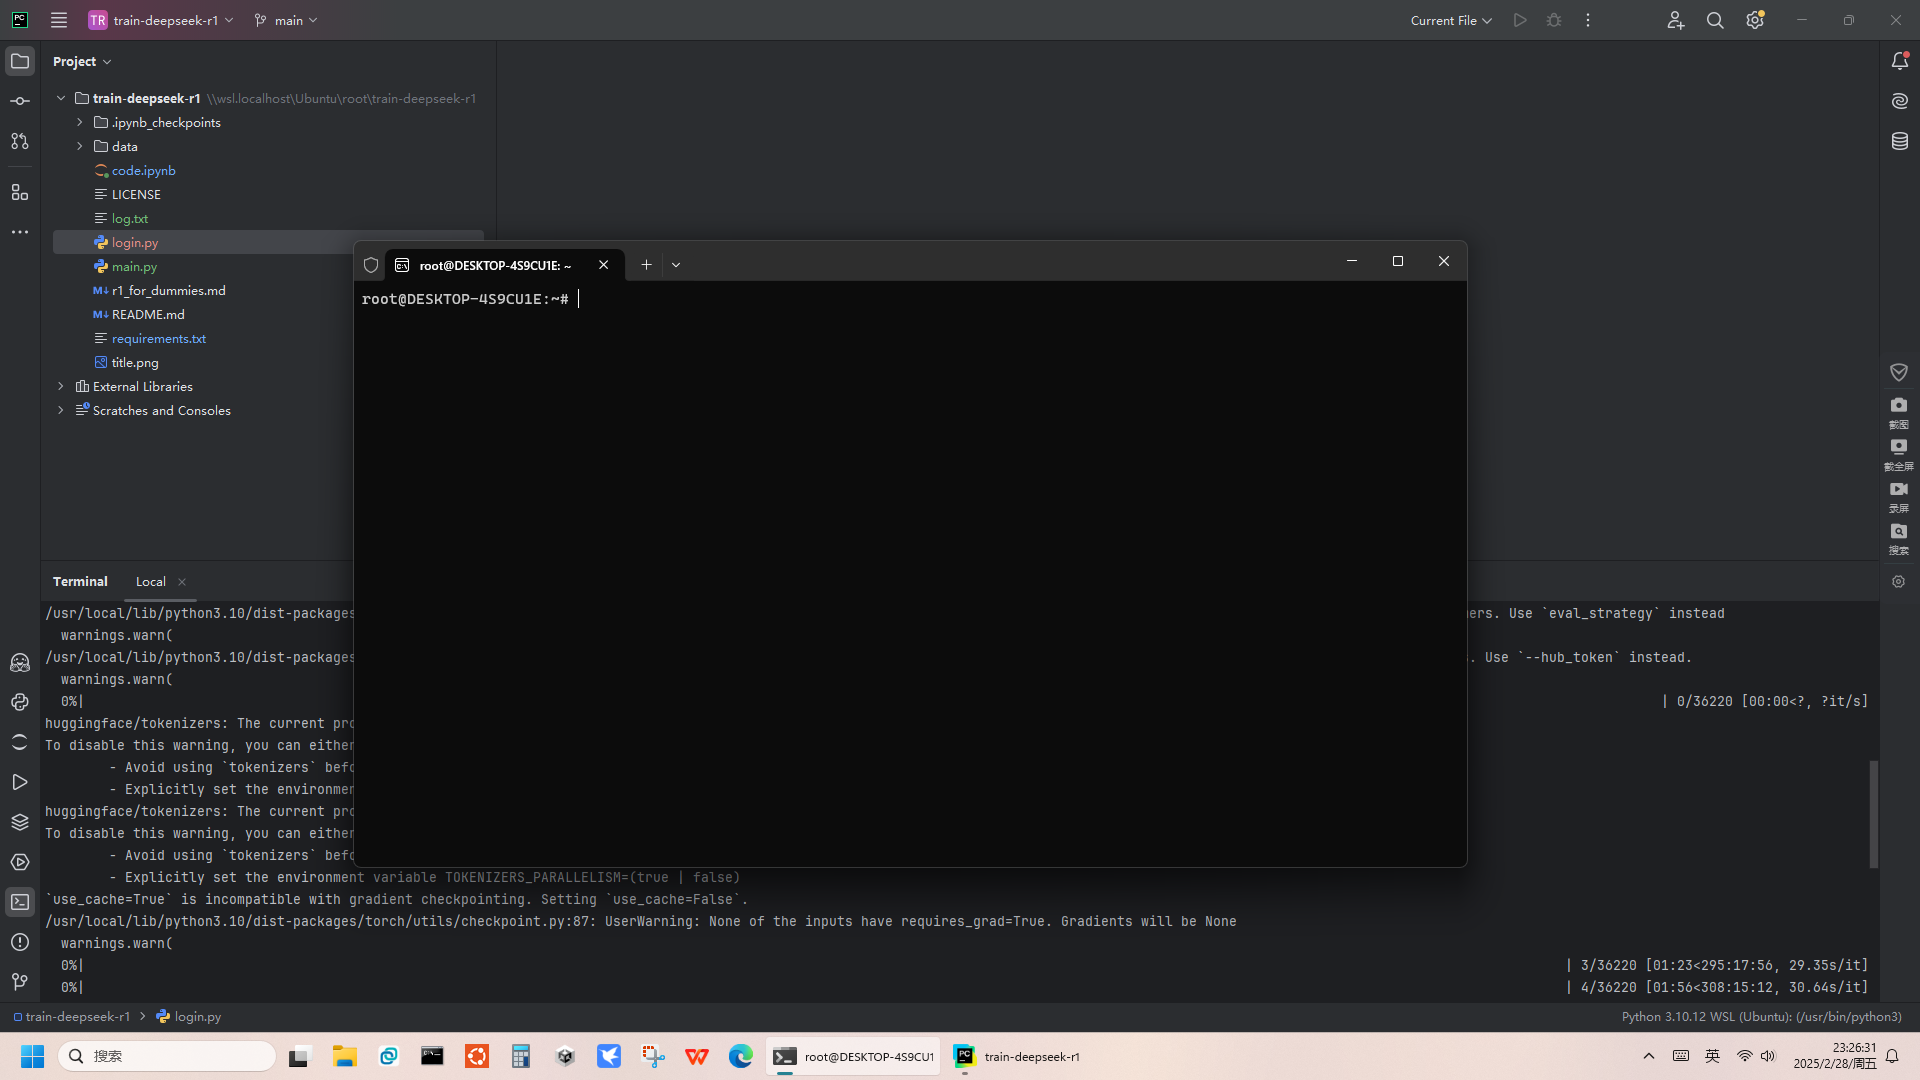 TR train-deepseek-r1
main
Current File
Project
train-deepseek-r1 \\wsl.localhost\Ubuntu\root\train-deepseek-r1
.ipynb_checkpoints
data
code.ipynb
LICENSE
log.txt
login.py
main.py
M↓ r1_for_dummies.md
M↓ README.md
requirements.txt
title.png
External Libraries
Scratches and Consoles
root@DESKTOP-4S9CU1E: ~
root@DESKTOP-4S9CU1E:~#
截图
截全屏
录屏
搜索
Terminal
Local
/usr/local/lib/python3.10/dist-packages ers. Use `eval_strategy` instead
warnings.warn(
/usr/local/lib/python3.10/dist-packages . Use `--hub_token` instead.
warnings.warn(
0%| | 0/36220 [00:00<?, ?it/s]
huggingface/tokenizers: The current pro
To disable this warning, you can either
- Avoid using `tokenizers` befo
- Explicitly set the environmen
huggingface/tokenizers: The current pro
To disable this warning, you can either
- Avoid using `tokenizers` befo
- Explicitly set the environment variable TOKENIZERS_PARALLELISM=(true | false)
`use_cache=True` is incompatible with gradient checkpointing. Setting `use_cache=False`.
/usr/local/lib/python3.10/dist-packages/torch/utils/checkpoint.py:87: UserWarning: None of the inputs have requires_grad=True. Gradients will be None
warnings.warn(
0%| | 3/36220 [01:23<295:17:56, 29.35s/it]
0%| | 4/36220 [01:56<308:15:12, 30.64s/it]
train-deepseek-r1 > login.py
Python 3.10.12 WSL (Ubuntu): (/usr/bin/python3)
搜索
root@DESKTOP-4S9CU1
train-deepseek-r1
英
23:26:31
2025/2/28/周五